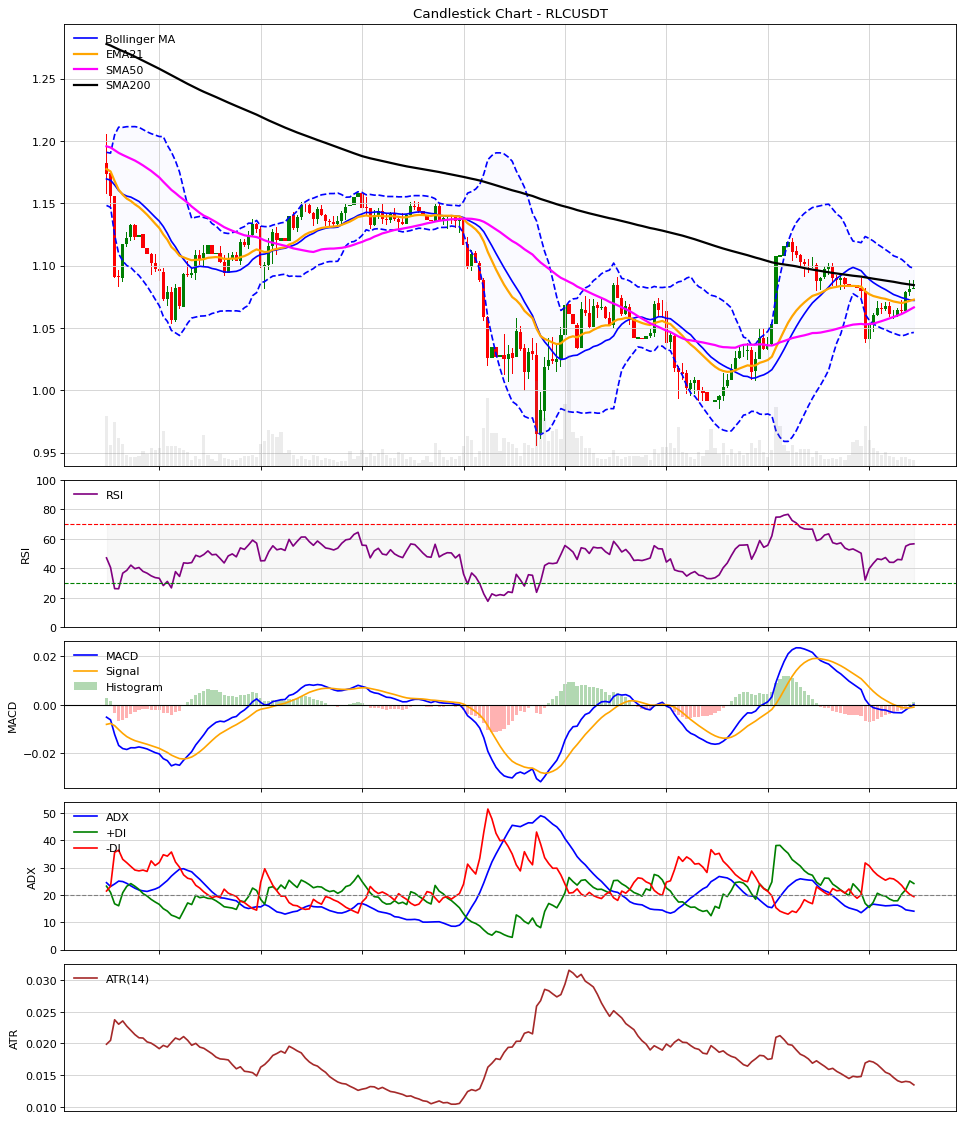 Candlestick Chart - RLCUSDT
Bollinger MA
EMA21
SMA50
SMA200
1.25
1.20
1.15
1.10
1.05
1.00
0.95
RSI
RSI
100
80
60
40
20
0
MACD
Signal
Histogram
MACD
0.02
0.00
−0.02
ADX
+DI
-DI
ADX
50
40
30
20
10
0
ATR(14)
ATR
0.030
0.025
0.020
0.015
0.010